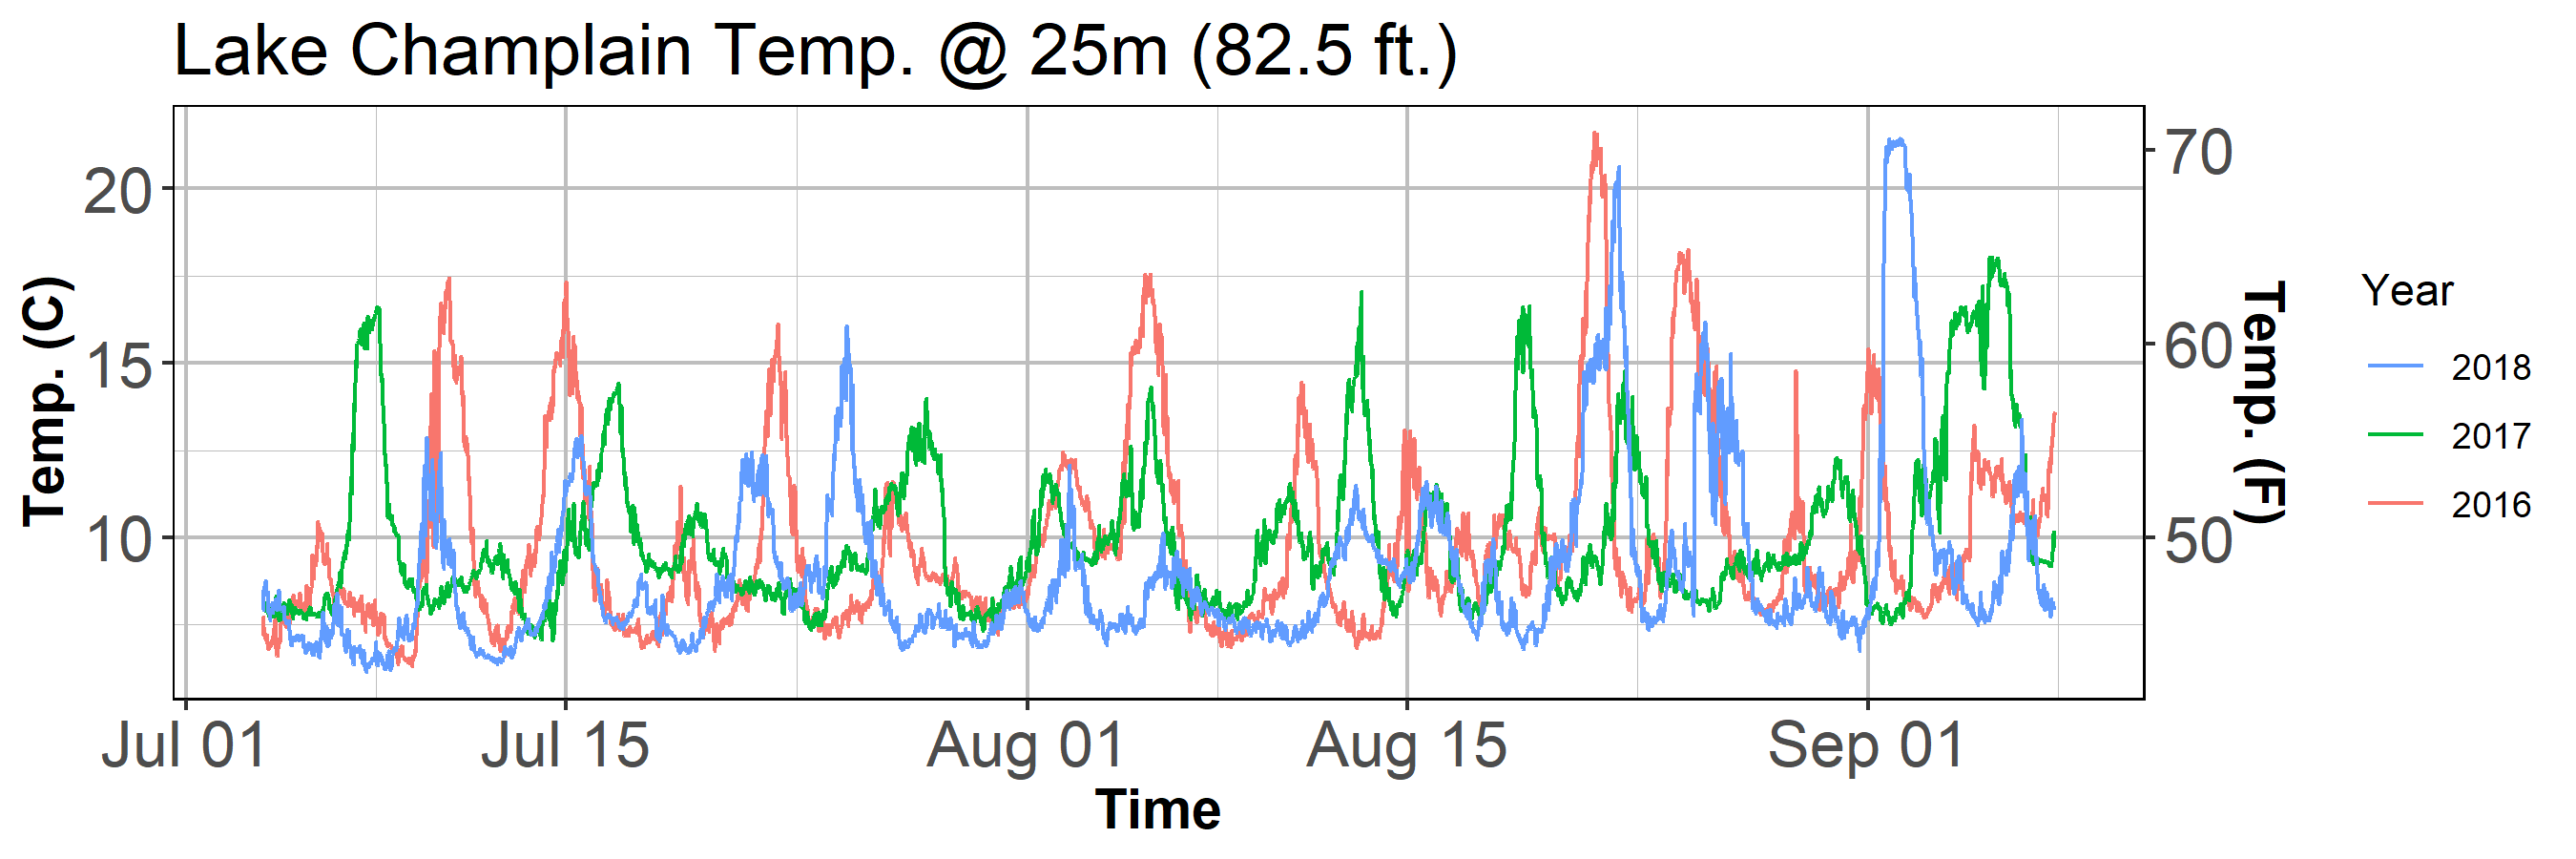 Lake Champlain Temp. @ 25m (82.5 ft.)
Temp. (C)
20
15
10
70
60
50
Temp. (F)
Jul 01
Jul 15
Aug 01
Aug 15
Sep 01
Time
Year
2018
2017
2016